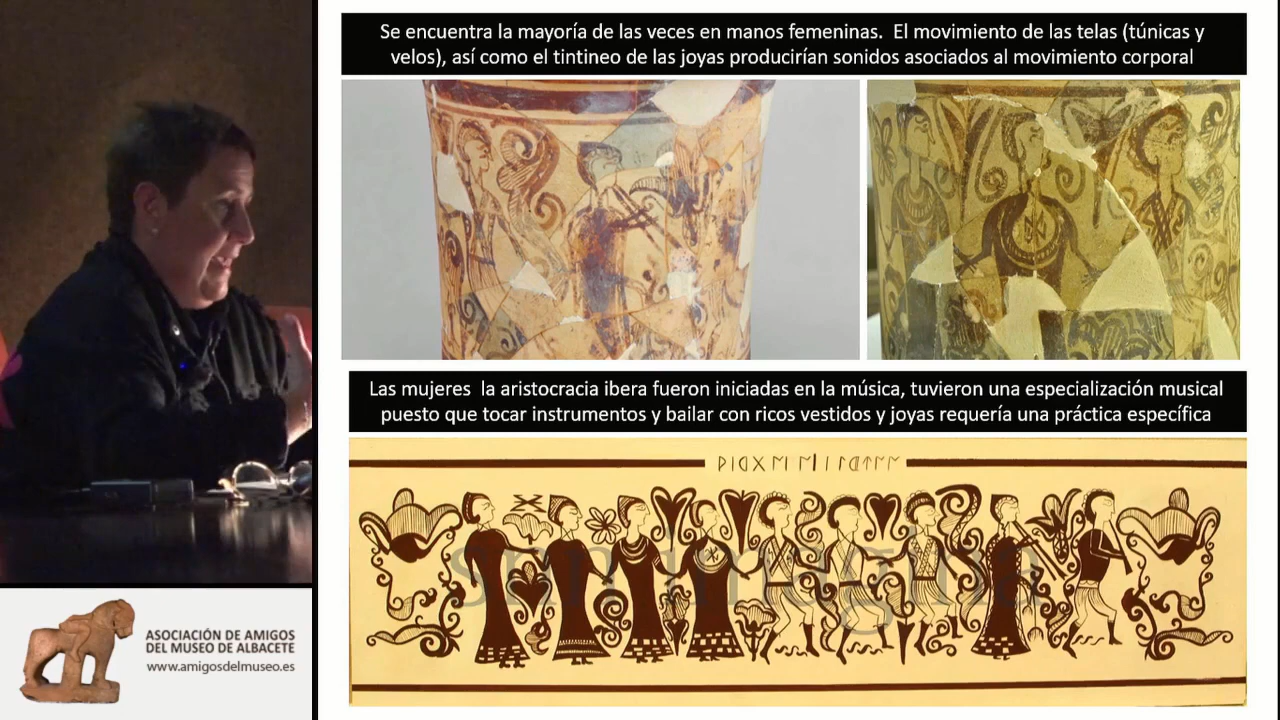 Se encuentra la mayoría de las veces en manos femeninas. El movimiento de las telas (túnicas y
velos), así como el tintineo de las joyas producirían sonidos asociados al movimiento corporal
Las mujeres la aristocracia ibera fueron iniciadas en la música, tuvieron una especialización musical
puesto que tocar instrumentos y bailar con ricos vestidos y joyas requería una práctica específica
ASOCIACIÓN DE AMIGOS
DEL MUSEO DE ALBACETE
www.amigosdelmuseo.es